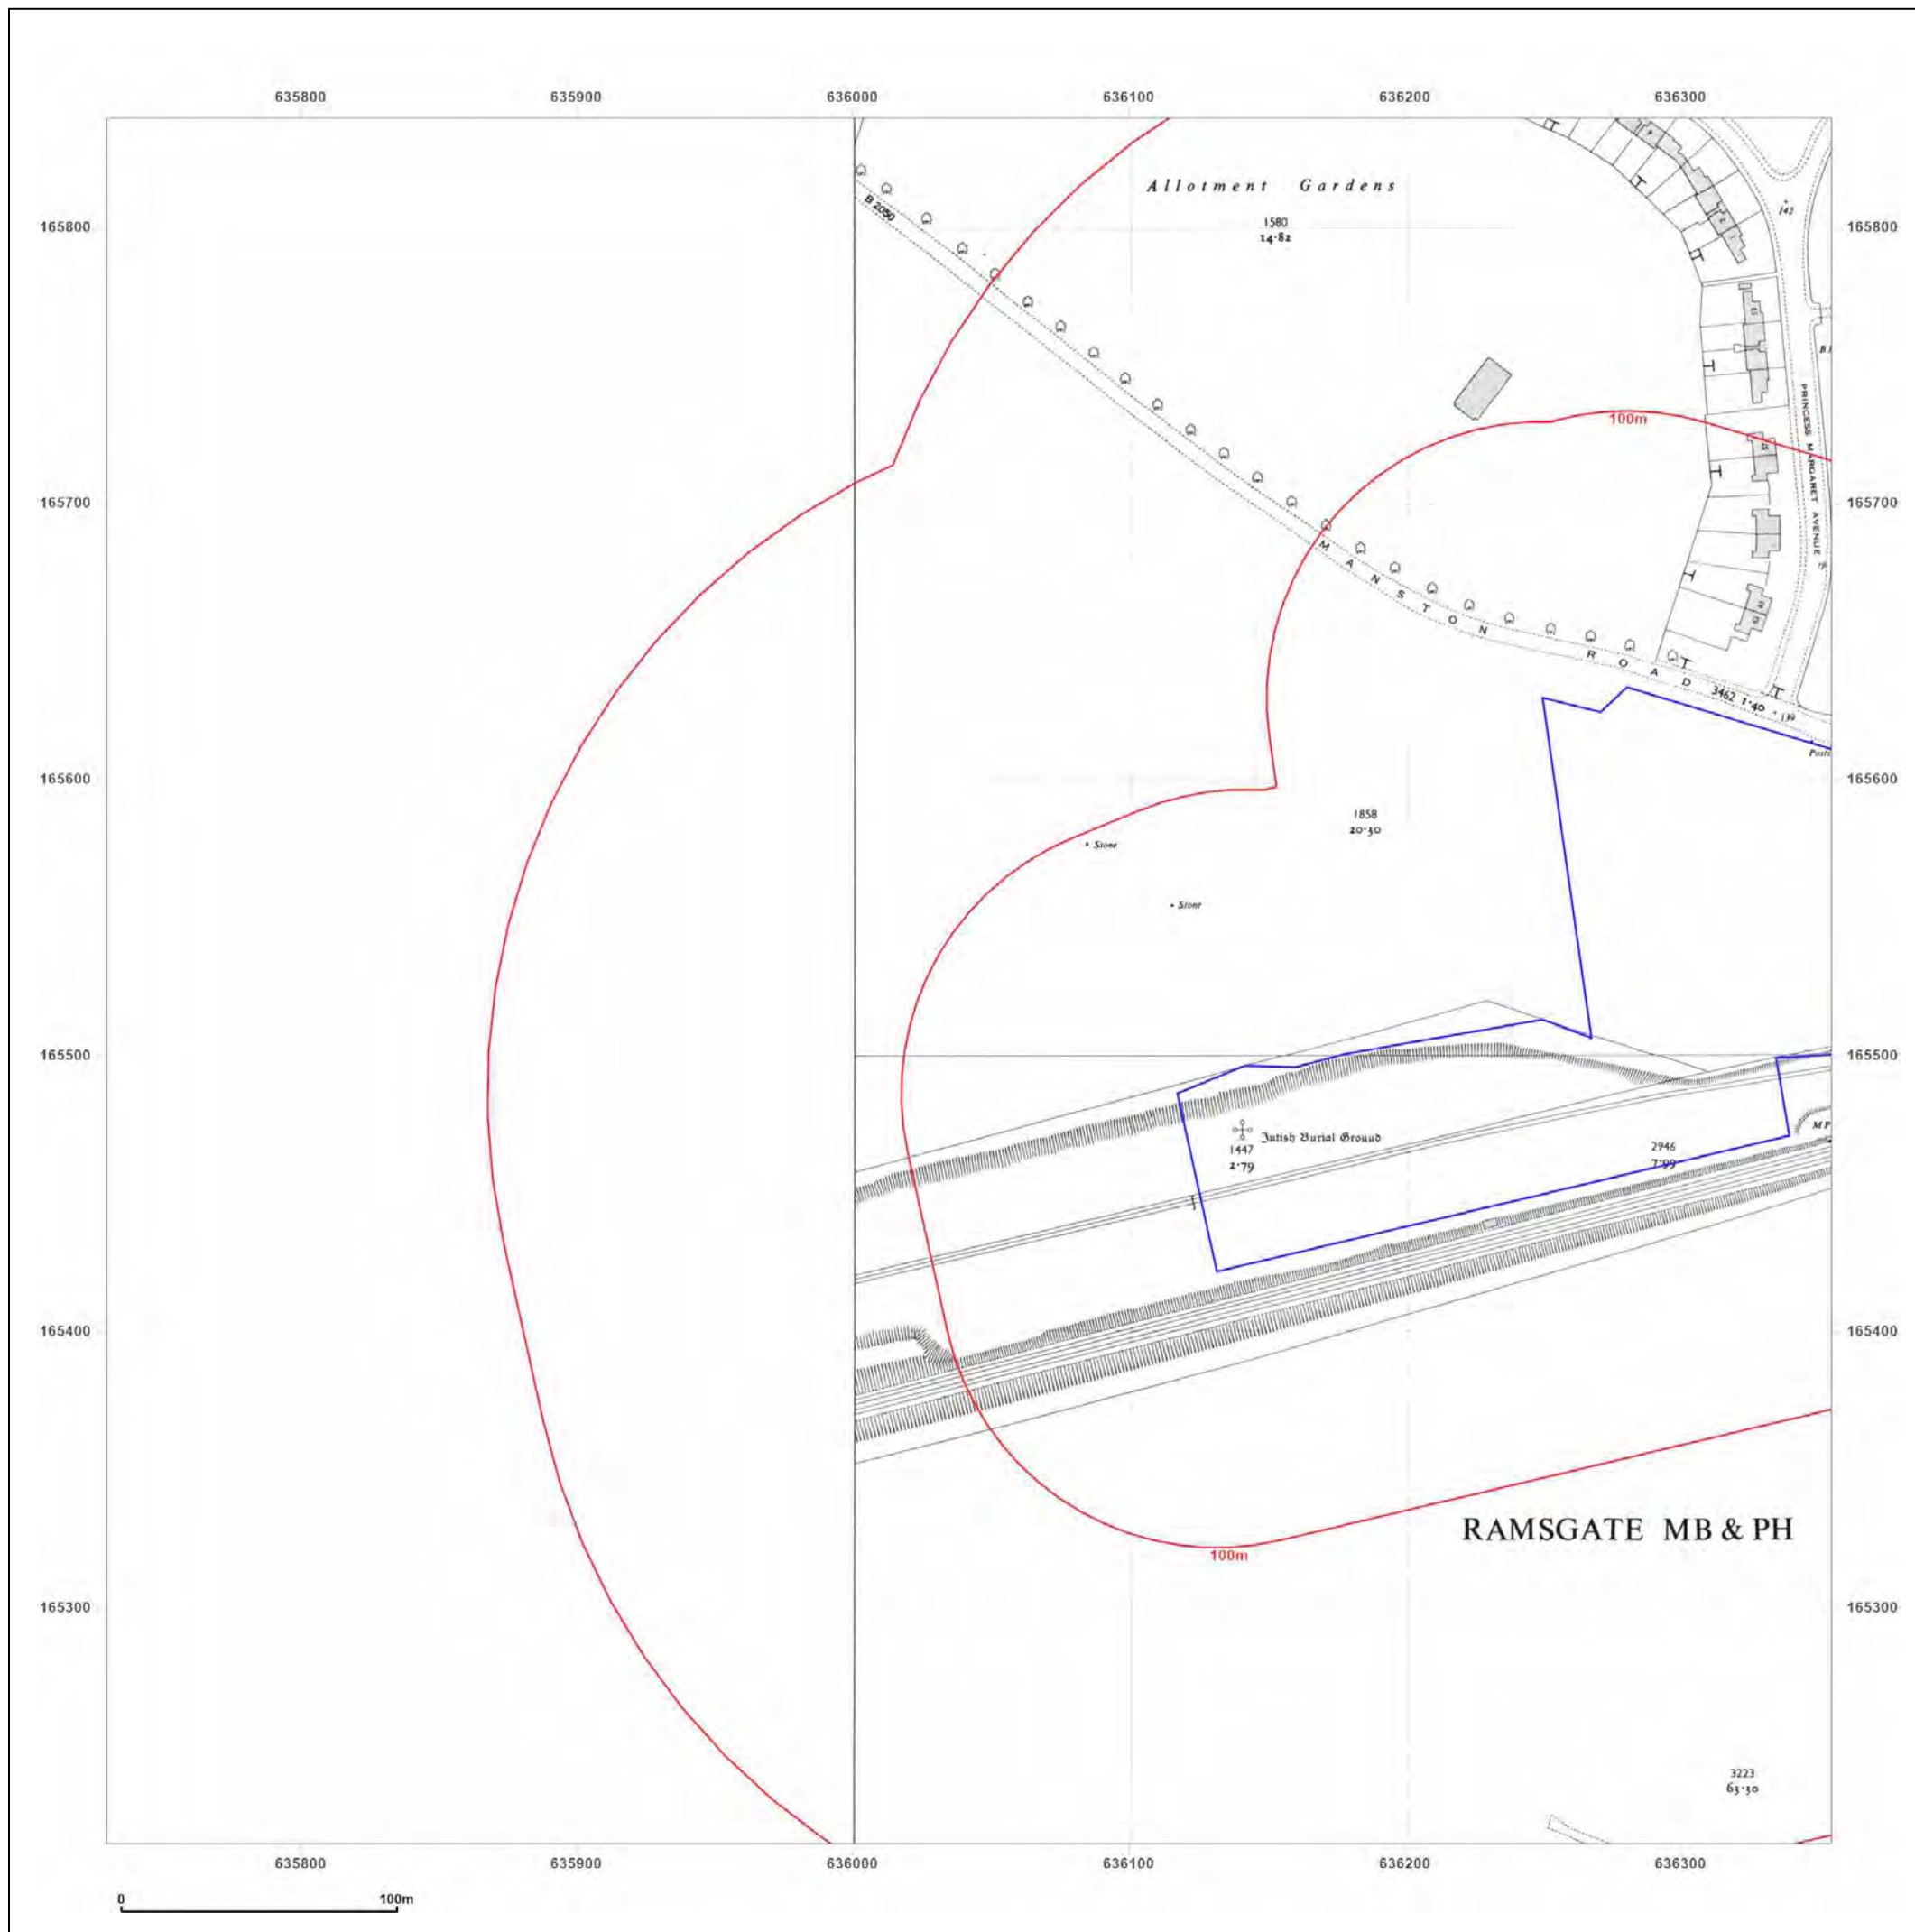 635800 635900 636000 636100 636200 636300
Allotment Gardens
142
165800 165800
B 2050
1580
14·82
100m
PRINCESS MARGARET AVENUE
165700 165700
MANSTON ROAD
3462 1·40
+ 139
Posts
165600 165600
1858
20·30
Stone
Stone
165500 165500
Jutish Burial Ground
1447
2·79
2946
7·99
M P
165400 165400
RAMSGATE MB & PH
100m
165300 165300
3223
63·30
635800 635900 636000 636100 636200 636300
0 100m